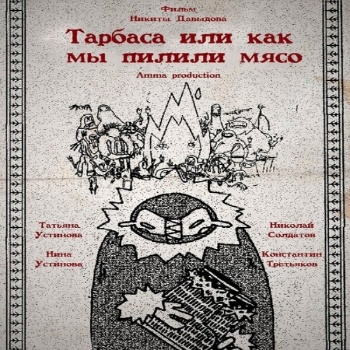 Фильм
Никиты Давыдова
Тарбаса или как
мы пилили мясо
Amma production
Татьяна
Устинова
Николай
Солдатов
Нина
Устинова
Константин
Третьяков